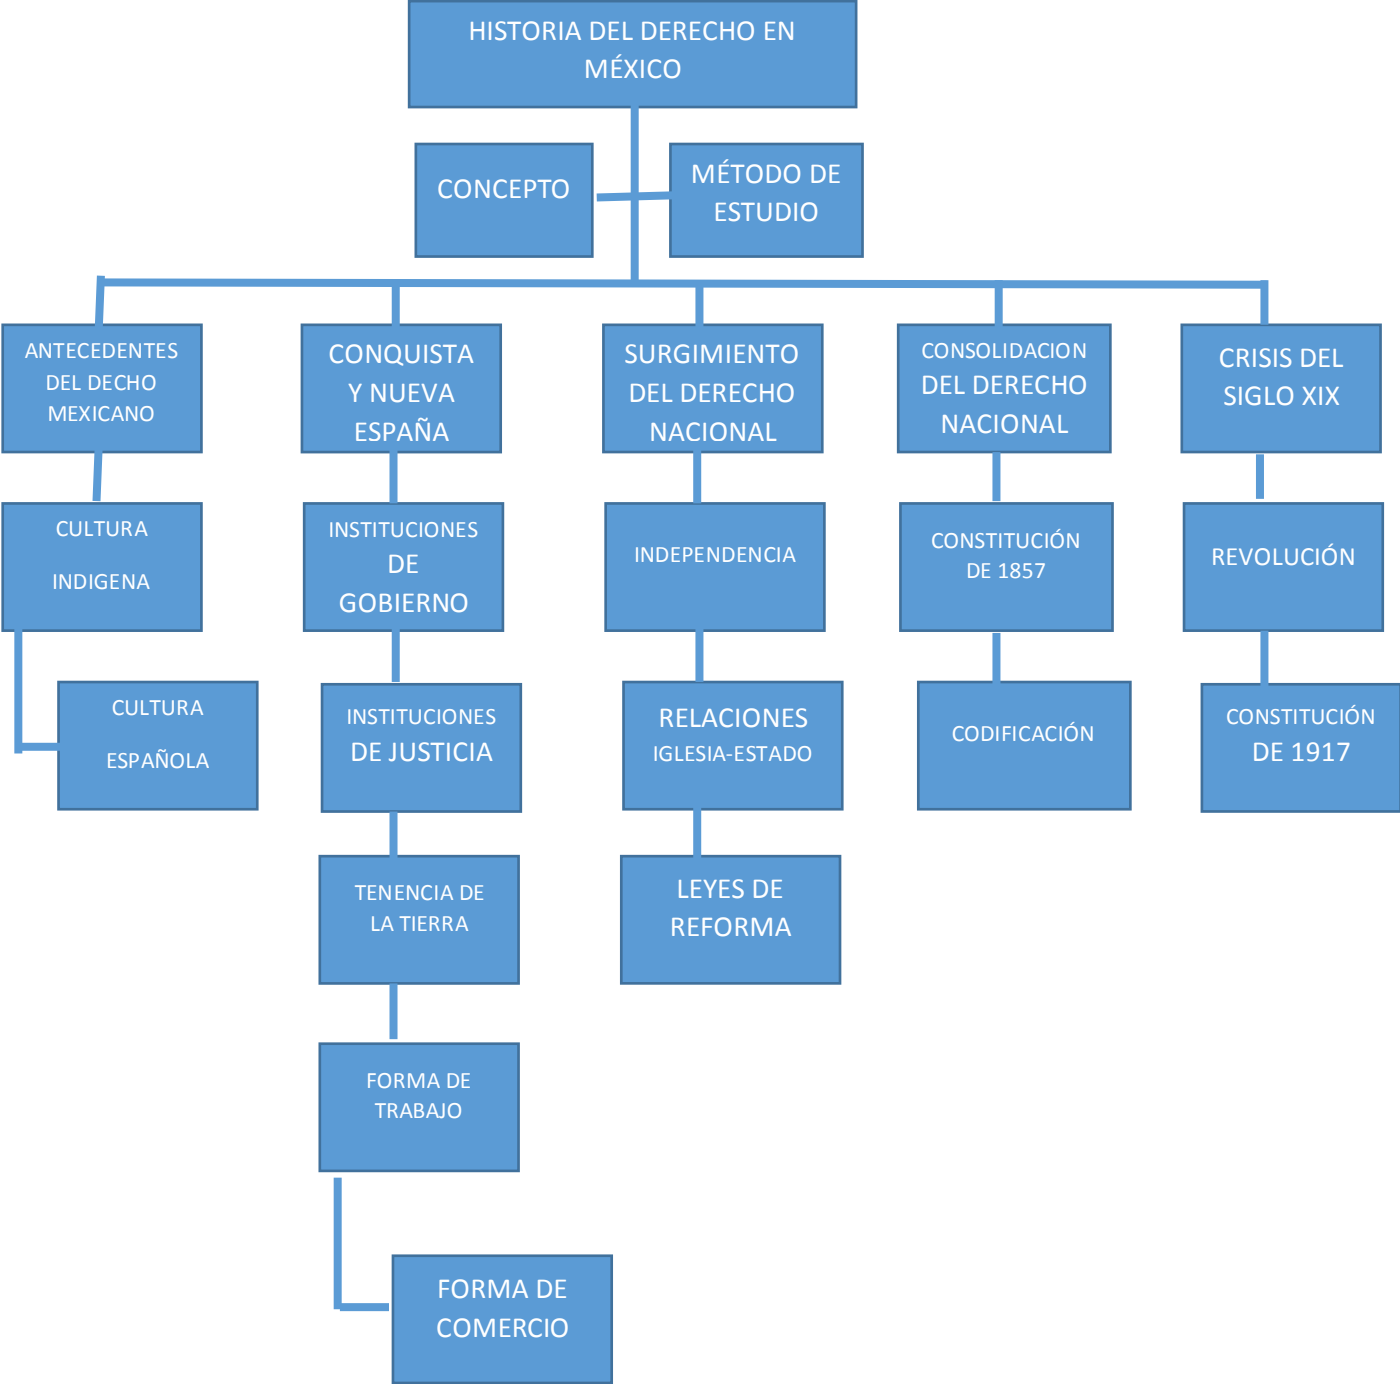 HISTORIA DEL DERECHO EN
MÉXICO
CONCEPTO
MÉTODO DE
ESTUDIO
ANTECEDENTES
DEL DECHO
MEXICANO
CONQUISTA
Y NUEVA
ESPAÑA
SURGIMIENTO
DEL DERECHO
NACIONAL
CONSOLIDACION
DEL DERECHO
NACIONAL
CRISIS DEL
SIGLO XIX
CULTURA
INDIGENA
INSTITUCIONES
DE
GOBIERNO
INDEPENDENCIA
CONSTITUCIÓN
DE 1857
REVOLUCIÓN
CULTURA
ESPAÑOLA
INSTITUCIONES
DE JUSTICIA
RELACIONES
IGLESIA-ESTADO
CODIFICACIÓN
CONSTITUCIÓN
DE 1917
TENENCIA DE
LA TIERRA
LEYES DE
REFORMA
FORMA DE
TRABAJO
FORMA DE
COMERCIO